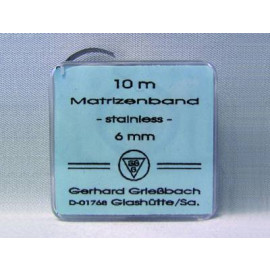 10 m
Matrizenband
- stainless -
6 mm
Gerhard Grießbach
D-01768 Glashütte/Sa.